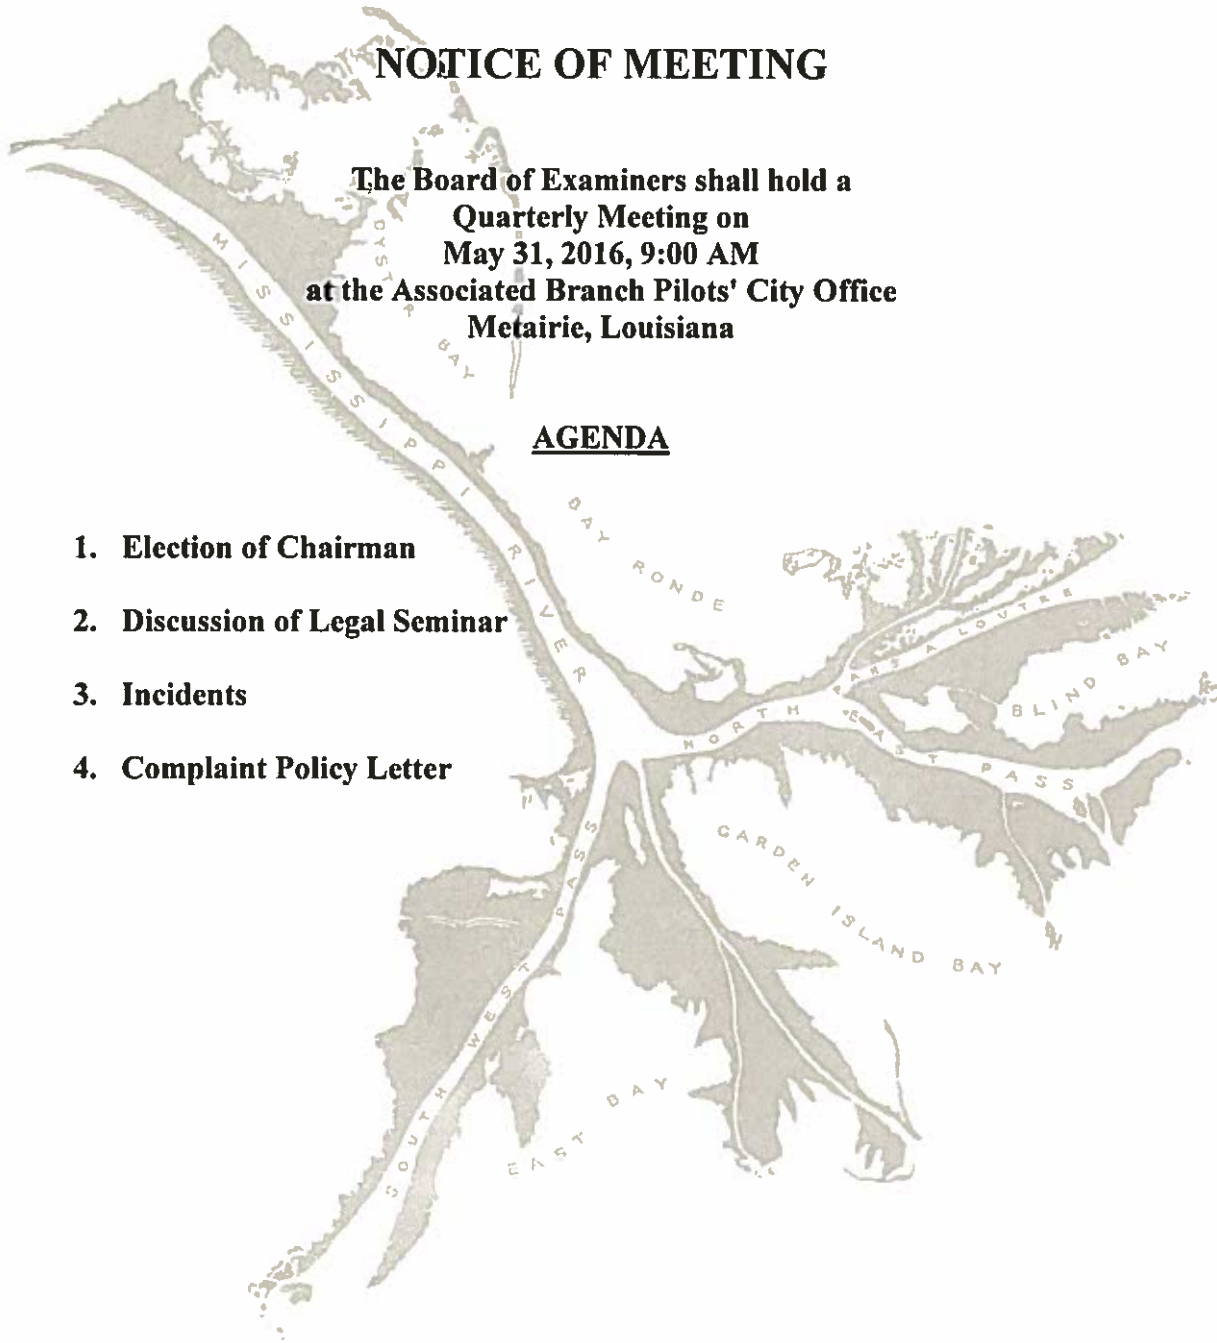 NOTICE OF MEETING
The Board of Examiners shall hold a
Quarterly Meeting on
May 31, 2016, 9:00 AM
at the Associated Branch Pilots' City Office
Metairie, Louisiana
AGENDA
1. Election of Chairman
2. Discussion of Legal Seminar
3. Incidents
4. Complaint Policy Letter
MISSISSIPPI RIVER
BAY
BAY RONDE
NORTH EAST PASS
A LOUTRE
BLIND BAY
GARDEN ISLAND BAY
SOUTH WEST PASS
EAST BAY